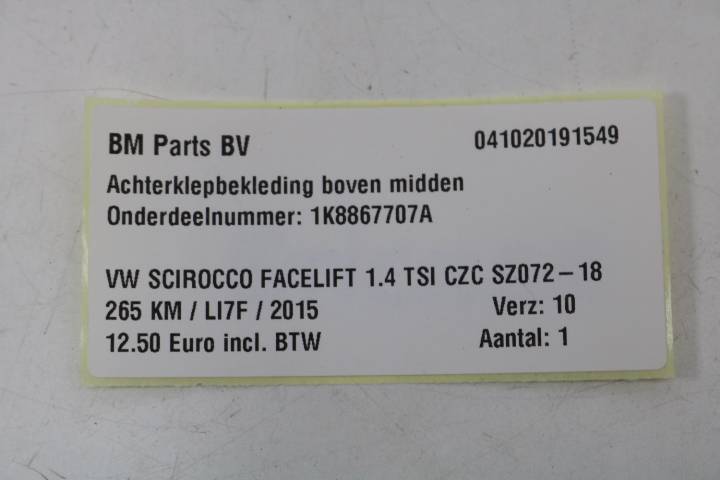 BM Parts BV 041020191549
Achterklepbekleding boven midden
Onderdeelnummer: 1K8867707A
VW SCIROCCO FACELIFT 1.4 TSI CZC SZ072-18
265 KM / LI7F / 2015 Verz: 10
12.50 Euro incl. BTW Aantal: 1